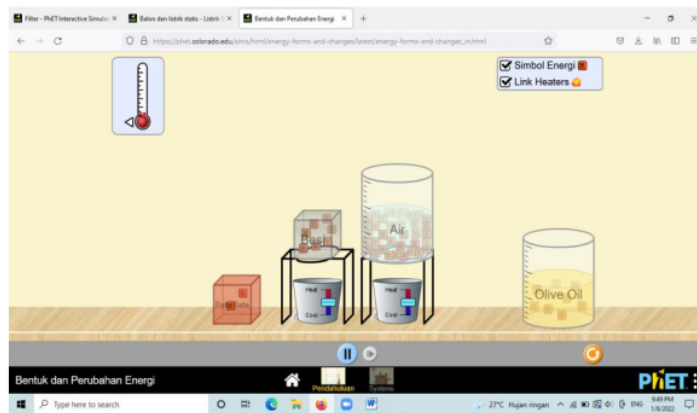 Filter - PhET Interactive Simulat
Balon dan listrik statis - Listrik
Bentuk dan Perubahan Energi
https://phet.colorado.edu/sims/html/energy-forms-and-changes/latest/energy-forms-and-changes_in.html
Simbol Energi E
Link Heaters
Besi
Air
Olive Oil
Heat
Cool
Heat
Cool
Bentuk dan Perubahan Energi
Pendahuluan
Systems
PhET
Type here to search
W
27°C Hujan ringan
ENG
9:49 PM
1/8/2022